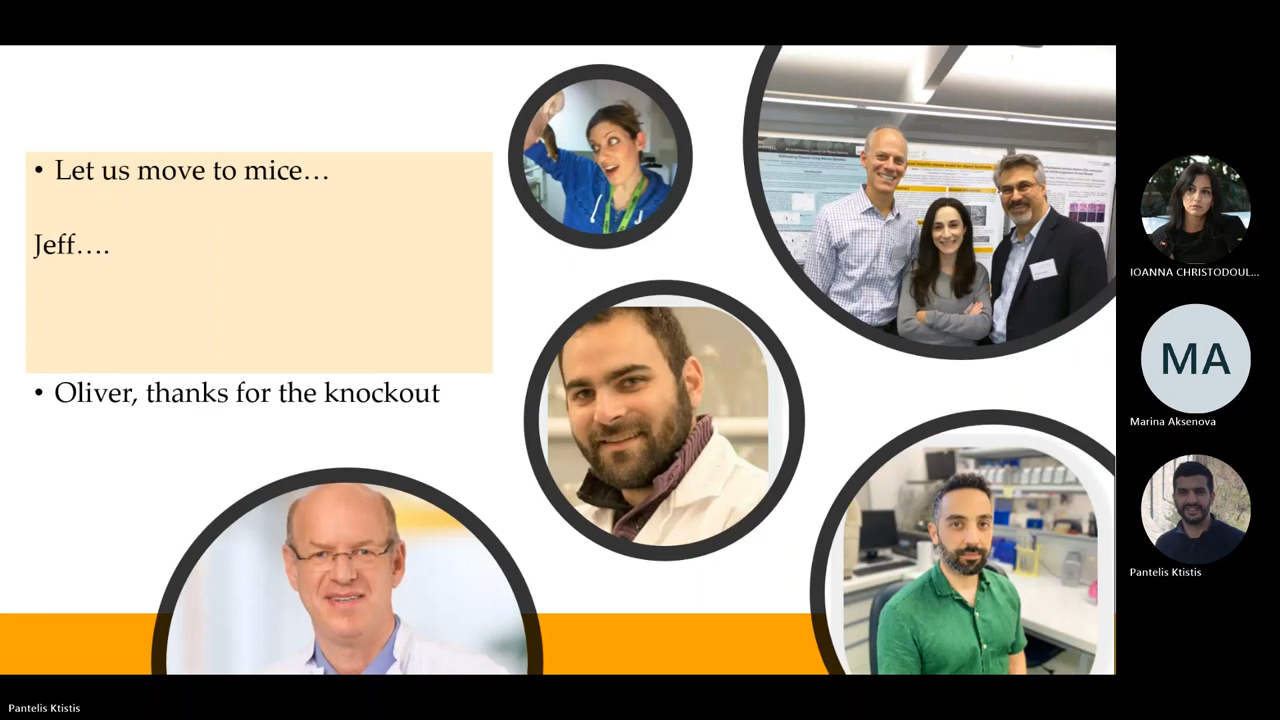 • Let us move to mice…
Jeff….
• Oliver, thanks for the knockout
IOANNA CHRISTODOUL...
MA
Marina Aksenova
Pantelis Ktistis
Pantelis Ktistis